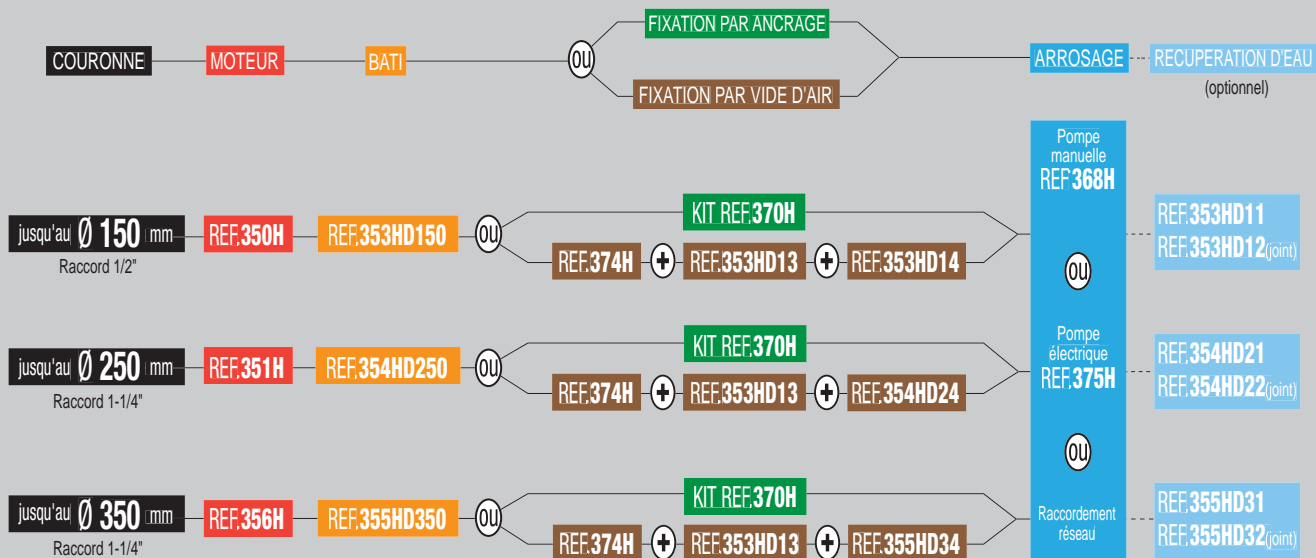 COURONNE
MOTEUR
BATI
ou
FIXATION PAR ANCRAGE
FIXATION PAR VIDE D'AIR
ARROSAGE
RECUPERATION D'EAU
(optionnel)
jusqu'au Ø 150 mm
Raccord 1/2"
REF.350H
REF.353HD150
ou
KIT REF.370H
REF.374H + REF.353HD13 + REF.353HD14
REF.353HD11
REF.353HD12(joint)
jusqu'au Ø 250 mm
Raccord 1-1/4"
REF.351H
REF.354HD250
ou
KIT REF.370H
REF.374H + REF.353HD13 + REF.354HD24
REF.354HD21
REF.354HD22(joint)
jusqu'au Ø 350 mm
Raccord 1-1/4"
REF.356H
REF.355HD350
ou
KIT REF.370H
REF.374H + REF.353HD13 + REF.355HD34
REF.355HD31
REF.355HD32(joint)
Pompe
manuelle
REF.368H
ou
Pompe
électrique
REF.375H
ou
Raccordement
réseau